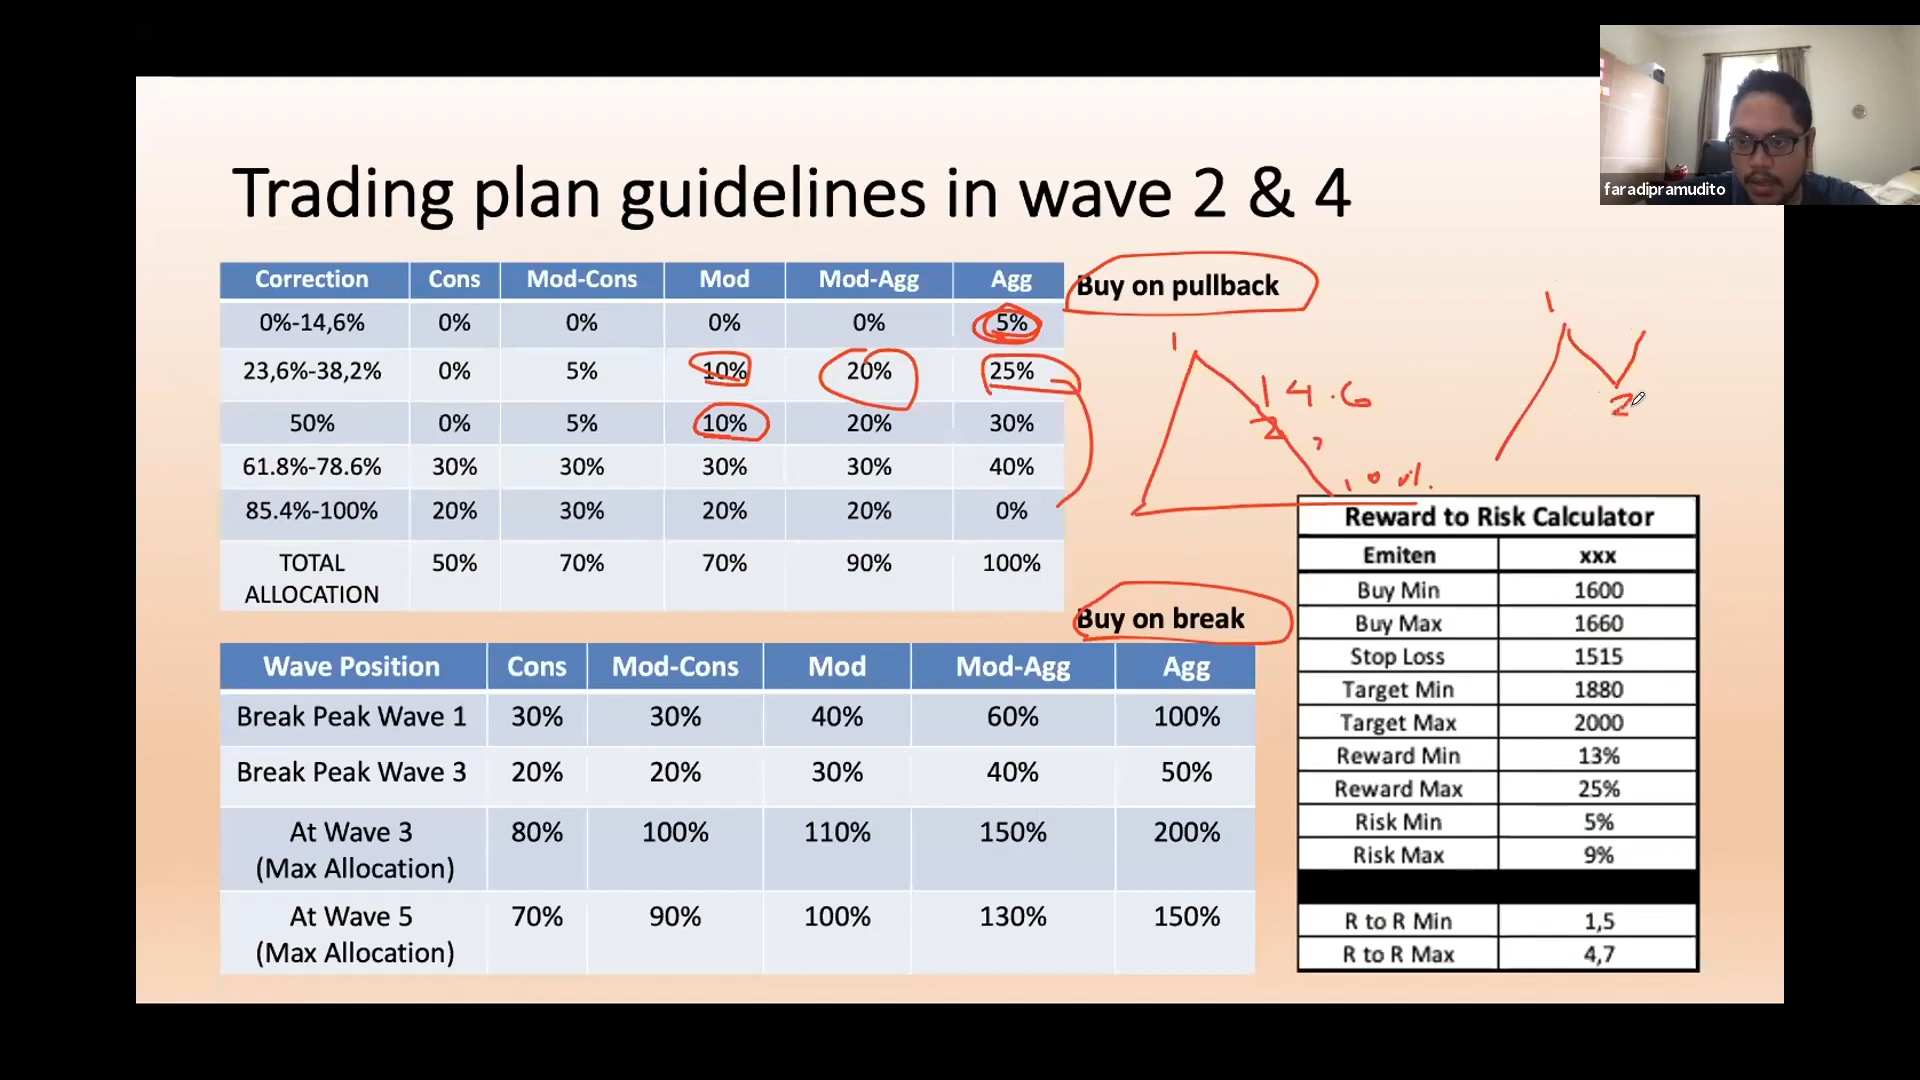 faradipramudito
Trading plan guidelines in wave 2 & 4
Correction Cons Mod-Cons Mod Mod-Agg Agg
0%-14,6% 0% 0% 0% 0% 5%
23,6%-38,2% 0% 5% 10% 20% 25%
50% 0% 5% 10% 20% 30%
61.8%-78.6% 30% 30% 30% 30% 40%
85.4%-100% 20% 30% 20% 20% 0%
TOTAL ALLOCATION 50% 70% 70% 90% 100%
Buy on pullback
1
14.6
2 ?
100%.
1
2
Buy on break
Wave Position Cons Mod-Cons Mod Mod-Agg Agg
Break Peak Wave 1 30% 30% 40% 60% 100%
Break Peak Wave 3 20% 20% 30% 40% 50%
At Wave 3 (Max Allocation) 80% 100% 110% 150% 200%
At Wave 5 (Max Allocation) 70% 90% 100% 130% 150%
Reward to Risk Calculator
Emiten xxx
Buy Min 1600
Buy Max 1660
Stop Loss 1515
Target Min 1880
Target Max 2000
Reward Min 13%
Reward Max 25%
Risk Min 5%
Risk Max 9%
R to R Min 1,5
R to R Max 4,7